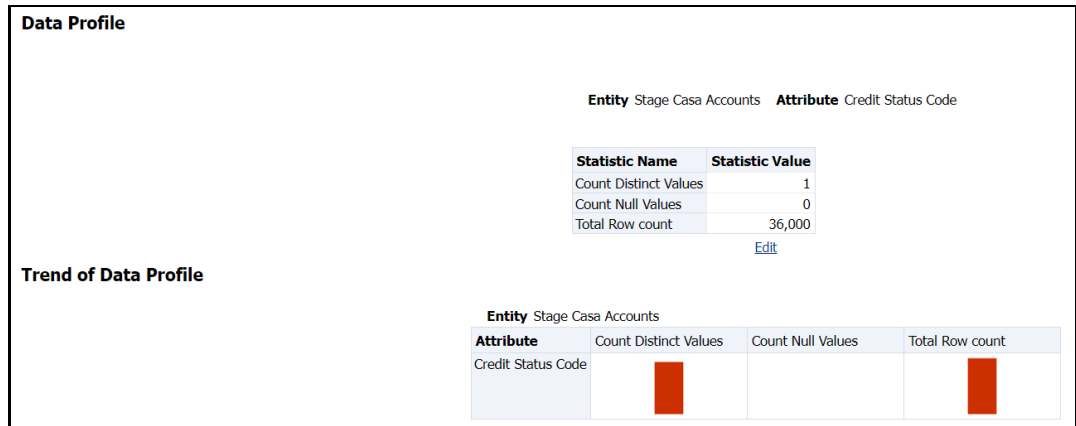 Data Profile
Entity Stage Casa Accounts Attribute Credit Status Code
Statistic Name Statistic Value
Count Distinct Values 1
Count Null Values 0
Total Row count 36,000
Edit
Trend of Data Profile
Entity Stage Casa Accounts
Attribute Count Distinct Values Count Null Values Total Row count
Credit Status Code